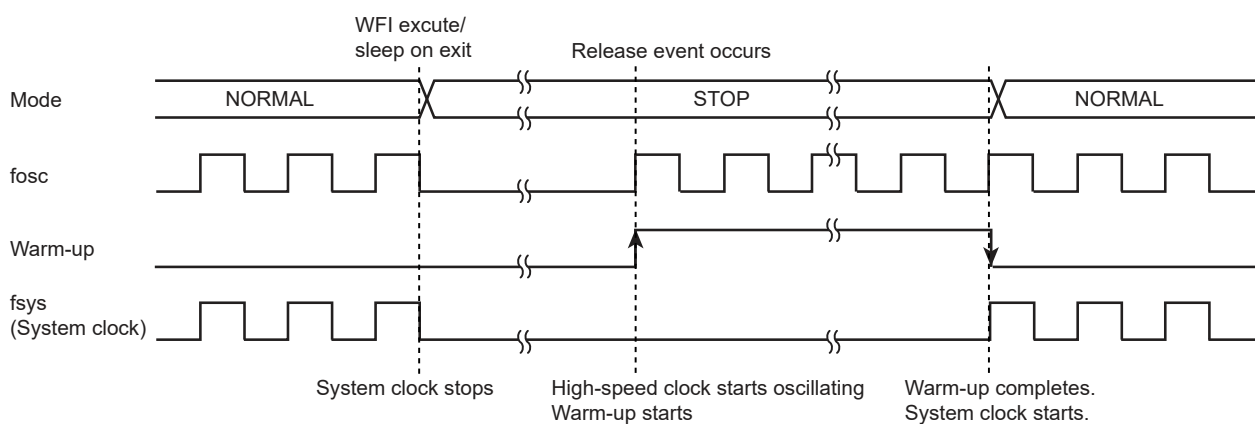 WFI excute/
sleep on exit
Release event occurs
Mode
NORMAL
STOP
NORMAL
fosc
Warm-up
fsys
(System clock)
System clock stops
High-speed clock starts oscillating
Warm-up starts
Warm-up completes.
System clock starts.